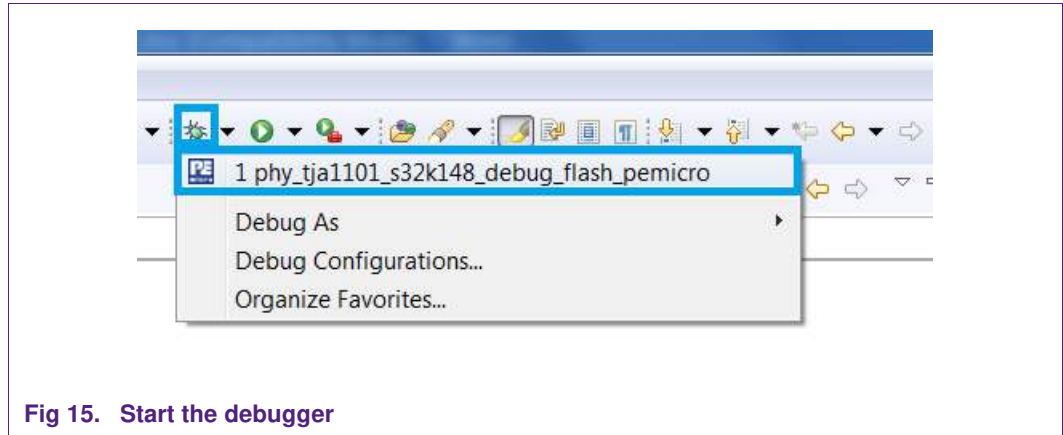 1 phy_tja1101_s32k148_debug_flash_pemicro
Debug As
Debug Configurations...
Organize Favorites...
Fig 15. Start the debugger